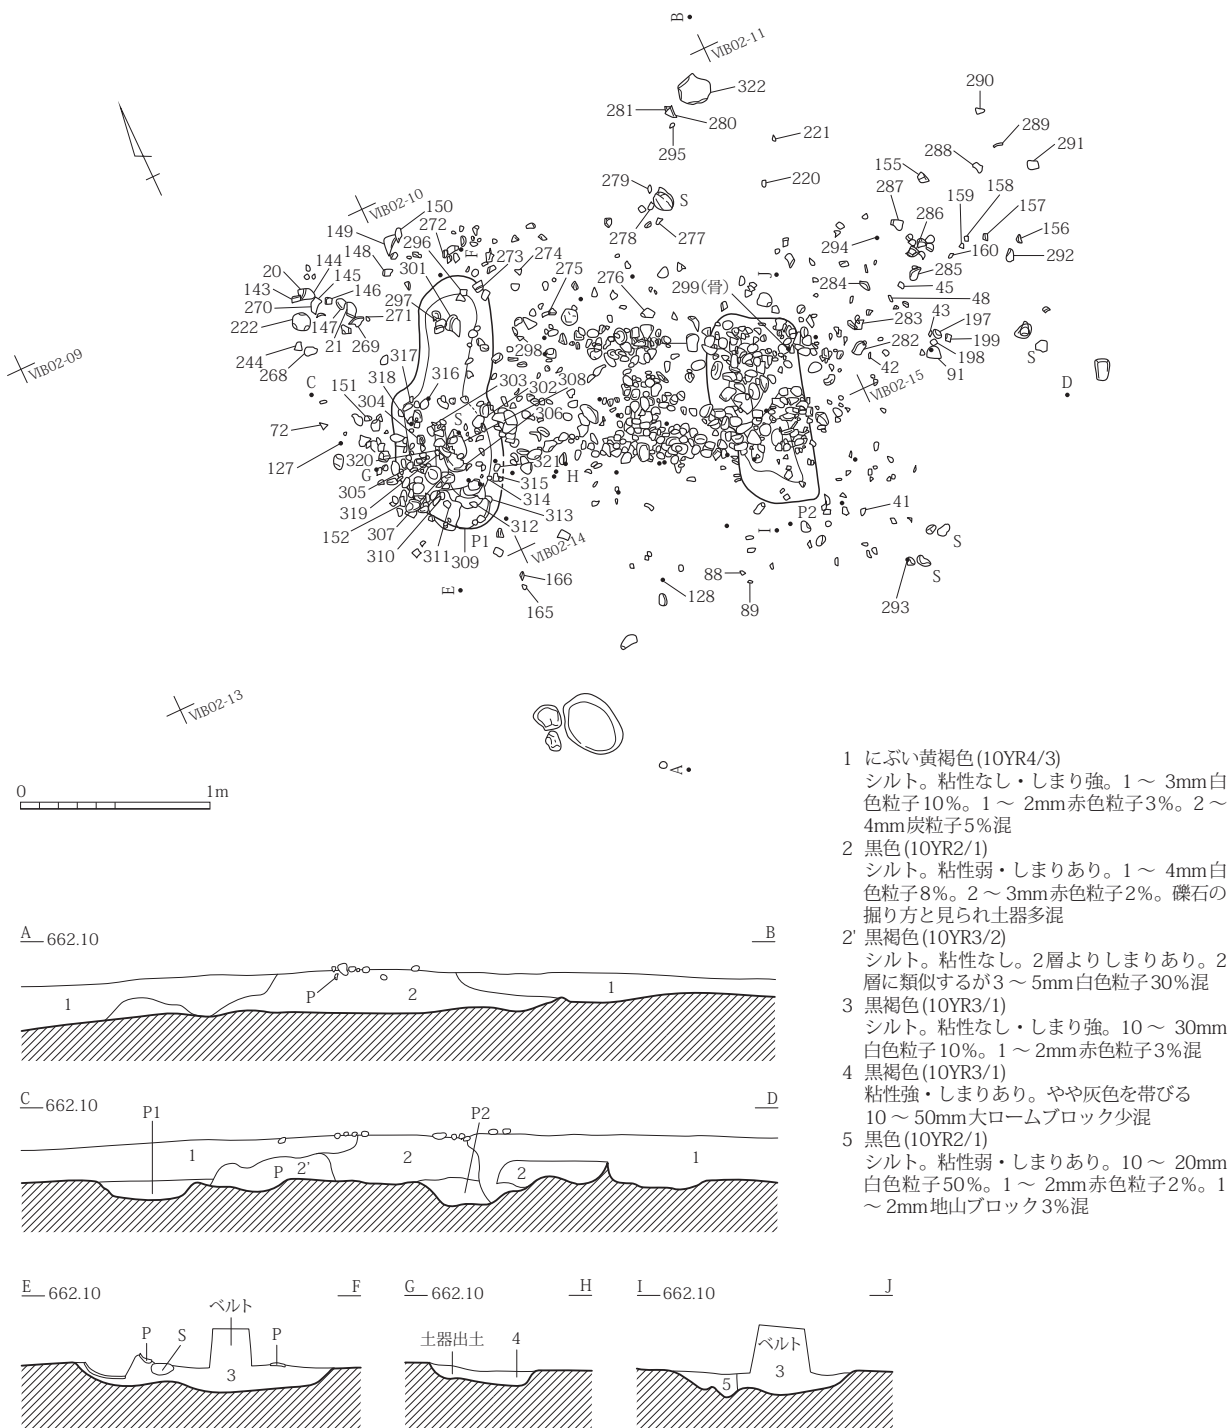 B
ⅥB02-11
322
281
280
295
221
290
289
288
291
155
279
S
220
287
159
158
278
277
286
157
294
160
156
292
ⅥB02-10
150
149
272
F
296
148
301
273
274
275
276
J
299(骨)
284
285
45
20
144
145
143
146
270
297
222
147
271
21
269
244
268
298
48
43
283
197
282
199
42
198
91
S
ⅥB02-09
317
318
316
303
302
308
C
151
304
S
306
ⅥB02-15
D
72
127
320
G
321
H
305
315
319
314
313
152
307
312
310
311
309
P1
ⅥB02-14
P2
I
41
S
S
293
E
166
165
128
88
89
ⅥB02-13
A
0 1m
1 にぶい黄褐色(10YR4/3)
シルト。粘性なし・しまり強。1～3mm白
色粒子10%。1～2mm赤色粒子3%。2～
4mm炭粒子5%混
2 黒色(10YR2/1)
シルト。粘性弱・しまりあり。1～4mm白
色粒子8%。2～3mm赤色粒子2%。礫石の
掘り方と見られ土器多混
2' 黒褐色(10YR3/2)
シルト。粘性なし。2層よりしまりあり。2
層に類似するが3～5mm白色粒子30%混
3 黒褐色(10YR3/1)
シルト。粘性なし・しまり強。10～30mm
白色粒子10%。1～2mm赤色粒子3%混
4 黒褐色(10YR3/1)
粘性強・しまりあり。やや灰色を帯びる
10～50mm大ロームブロック少混
5 黒色(10YR2/1)
シルト。粘性弱・しまりあり。10～20mm
白色粒子50%。1～2mm赤色粒子2%。1
～2mm地山ブロック3%混
A 662.10 B
1 P 2 1
C 662.10 D
P1 P2
1 P 2' 2 2 1
E 662.10 F
ベルト
P S P
3
G 662.10 H
土器出土 4
I 662.10 J
ベルト
5 3